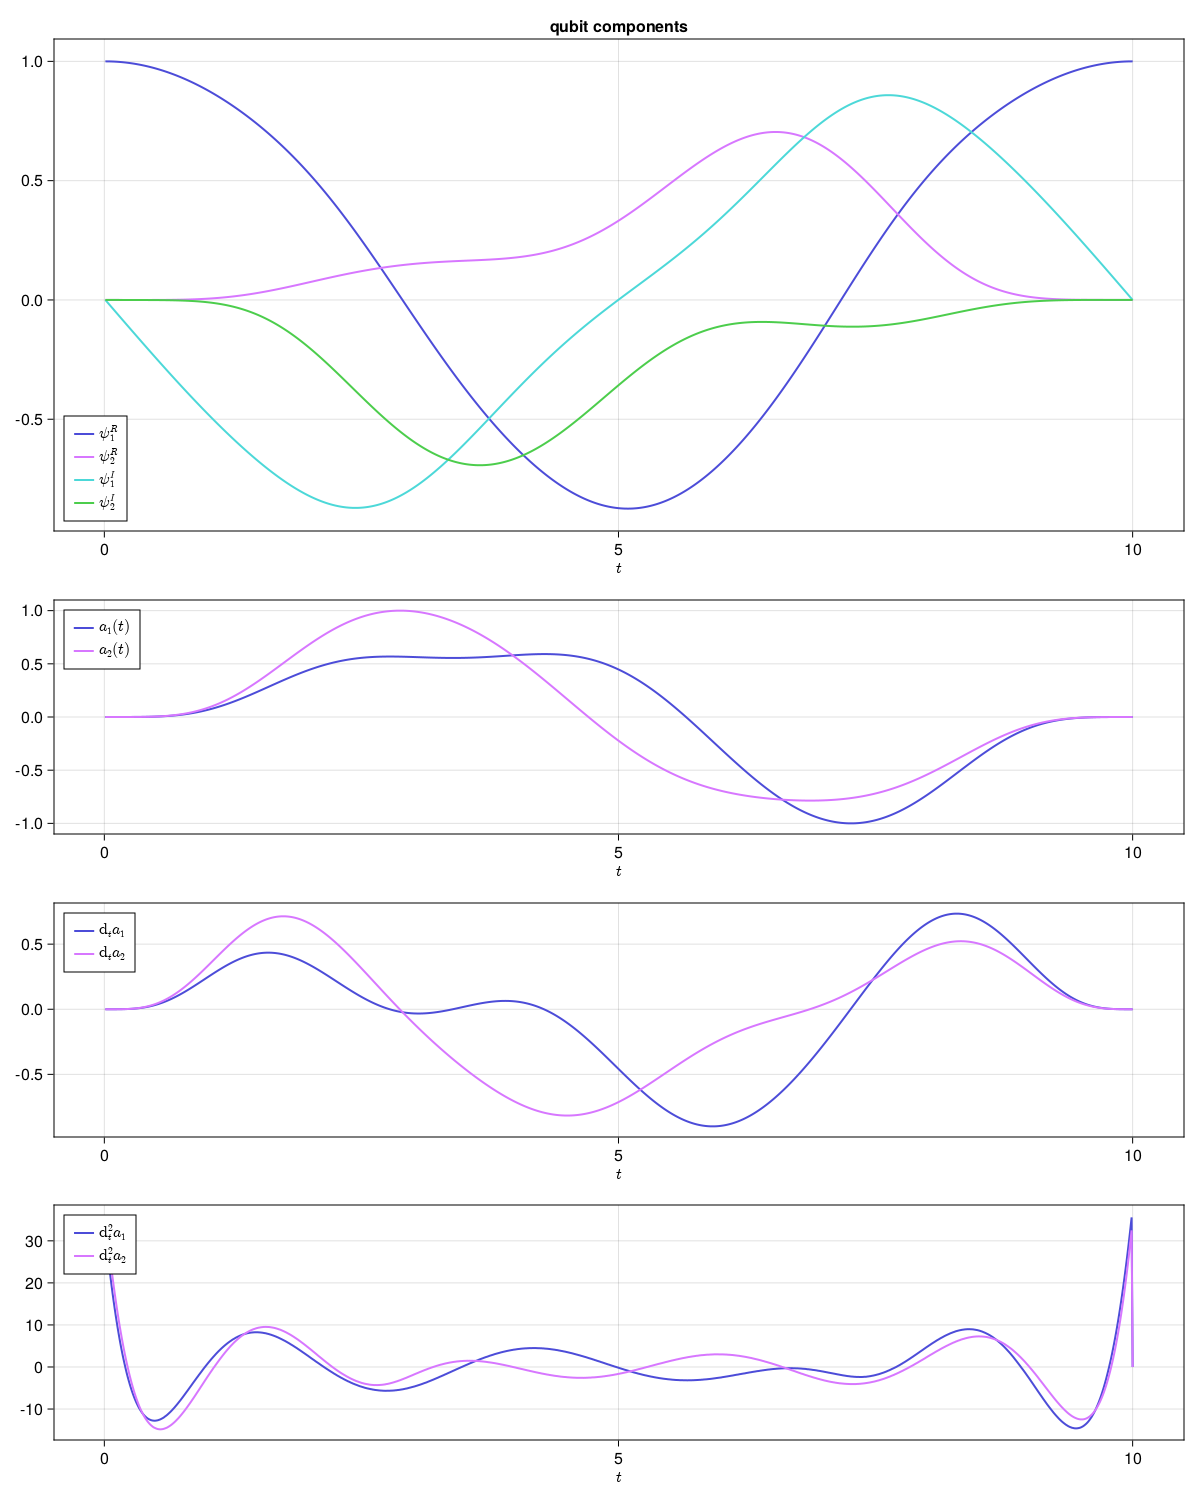 qubit components
1.0
0.5
0.0
-0.5
ψ₁ᴿ
ψ₂ᴿ
ψ₁ᴵ
ψ₂ᴵ
0 5 10
t
1.0
0.5
0.0
-0.5
-1.0
a₁(t)
a₂(t)
0 5 10
t
0.5
0.0
-0.5
dₜa₁
dₜa₂
0 5 10
t
30
20
10
0
-10
dₜ²a₁
dₜ²a₂
0 5 10
t